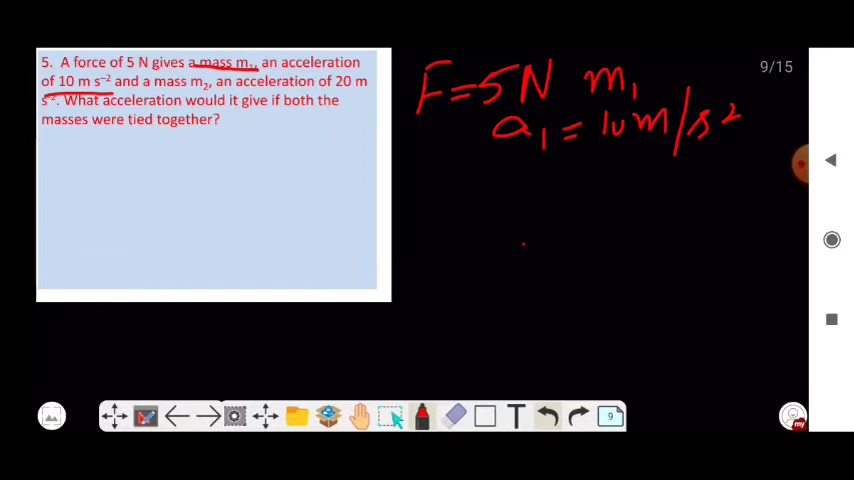 5. A force of 5 N gives a mass m₁, an acceleration
of 10 m s⁻² and a mass m₂, an acceleration of 20 m
s⁻². What acceleration would it give if both the
masses were tied together?
F=5N m₁
a₁ = 10m/s²
9/15
T
9
my